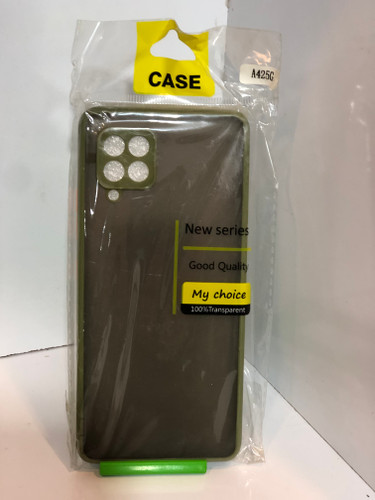 CASE
A425G
New series
Good Quality
My choice
100%Transparent